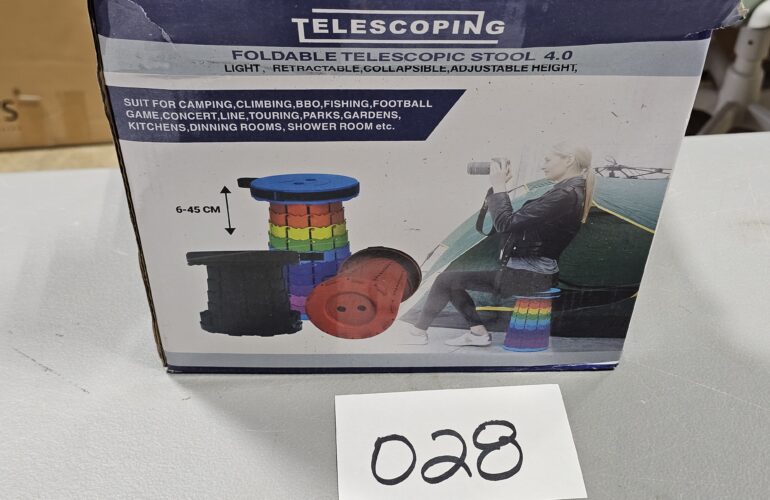 TELESCOPING
FOLDABLE TELESCOPIC STOOL 4.0
LIGHT, RETRACTABLE,COLLAPSIBLE,ADJUSTABLE HEIGHT,
SUIT FOR CAMPING,CLIMBING,BBO,FISHING,FOOTBALL
GAME,CONCERT,LINE,TOURING,PARKS,GARDENS,
KITCHENS,DINNING ROOMS, SHOWER ROOM etc.
6-45 CM
028